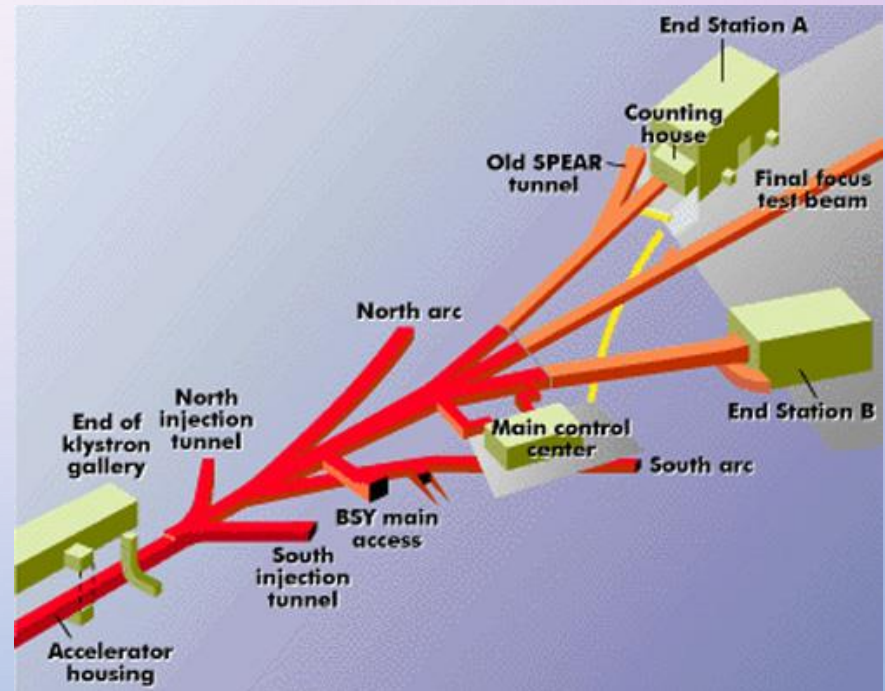 End Station A
Counting
house
Old SPEAR
tunnel
Final focus
test beam
North arc
North
injection
tunnel
End of
klystron
gallery
End Station B
Main control
center
South arc
BSY main
access
South
injection
tunnel
Accelerator
housing